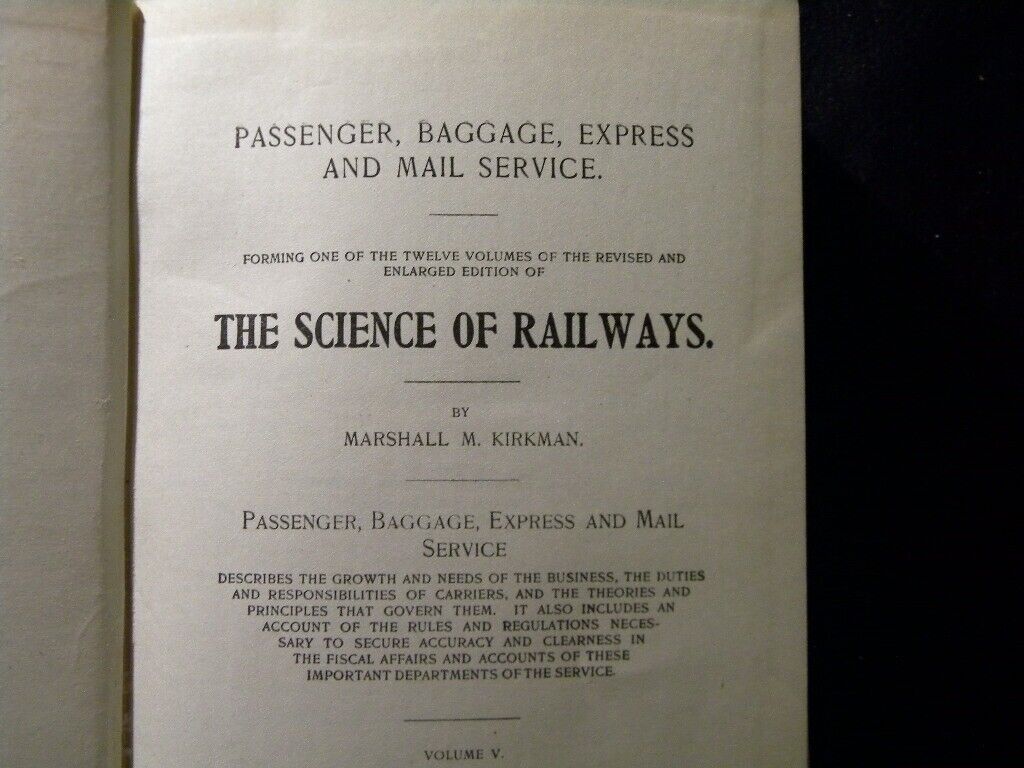 PASSENGER, BAGGAGE, EXPRESS
AND MAIL SERVICE.
FORMING ONE OF THE TWELVE VOLUMES OF THE REVISED AND
ENLARGED EDITION OF
THE SCIENCE OF RAILWAYS.
BY
MARSHALL M. KIRKMAN.
PASSENGER, BAGGAGE, EXPRESS AND MAIL
SERVICE
DESCRIBES THE GROWTH AND NEEDS OF THE BUSINESS, THE DUTIES
AND RESPONSIBILITIES OF CARRIERS, AND THE THEORIES AND
PRINCIPLES THAT GOVERN THEM. IT ALSO INCLUDES AN
ACCOUNT OF THE RULES AND REGULATIONS NECES-
SARY TO SECURE ACCURACY AND CLEARNESS IN
THE FISCAL AFFAIRS AND ACCOUNTS OF THESE
IMPORTANT DEPARTMENTS OF THE SERVICE.
VOLUME V.